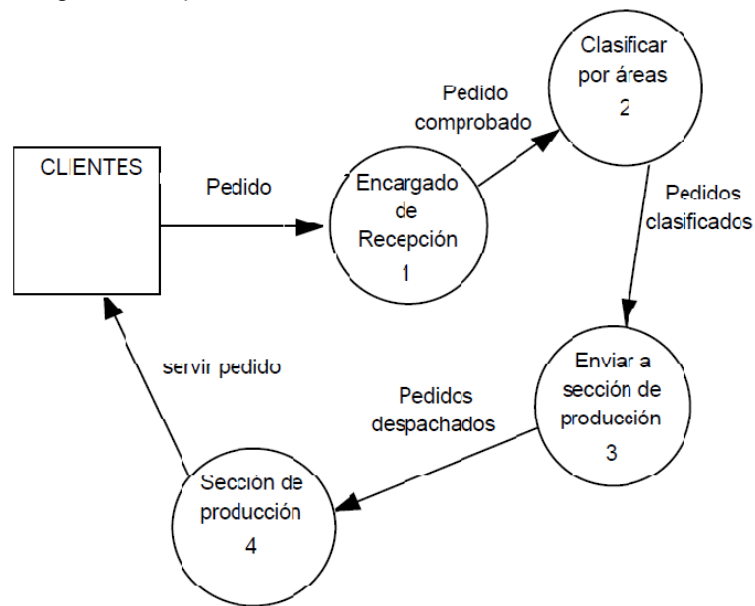 CLIENTES
Pedido
Encargado
de
Recepción
1
Pedido
comprobado
Clasificar
por áreas
2
Pedidos
clasificados
Enviar a
sección de
producción
3
Pedidos
despachados
Sección de
producción
4
servir pedido